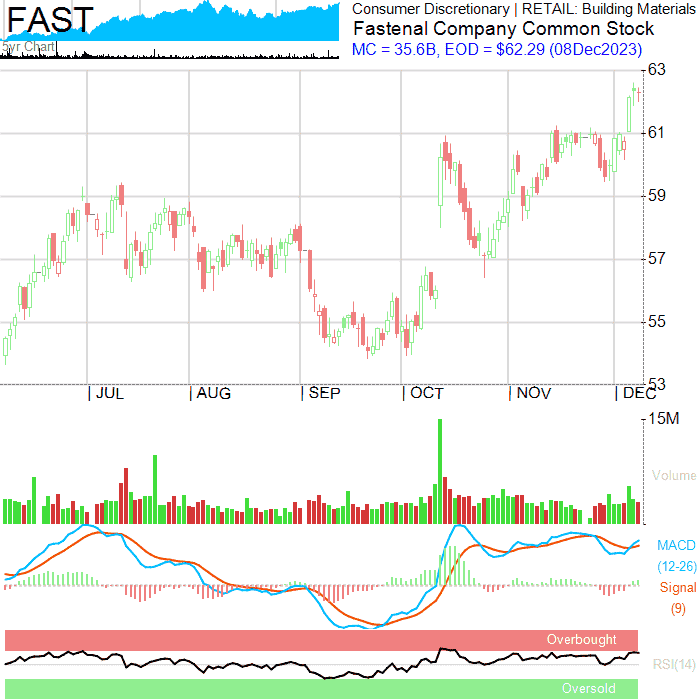 FAST
5yr Chart
Consumer Discretionary | RETAIL: Building Materials
Fastenal Company Common Stock
MC = 35.6B, EOD = $62.29 (08Dec2023)
63
61
59
57
55
53
JUL
AUG
SEP
OCT
NOV
DEC
15M
Volume
MACD
(12-26)
Signal
(9)
Overbought
RSI(14)
Oversold